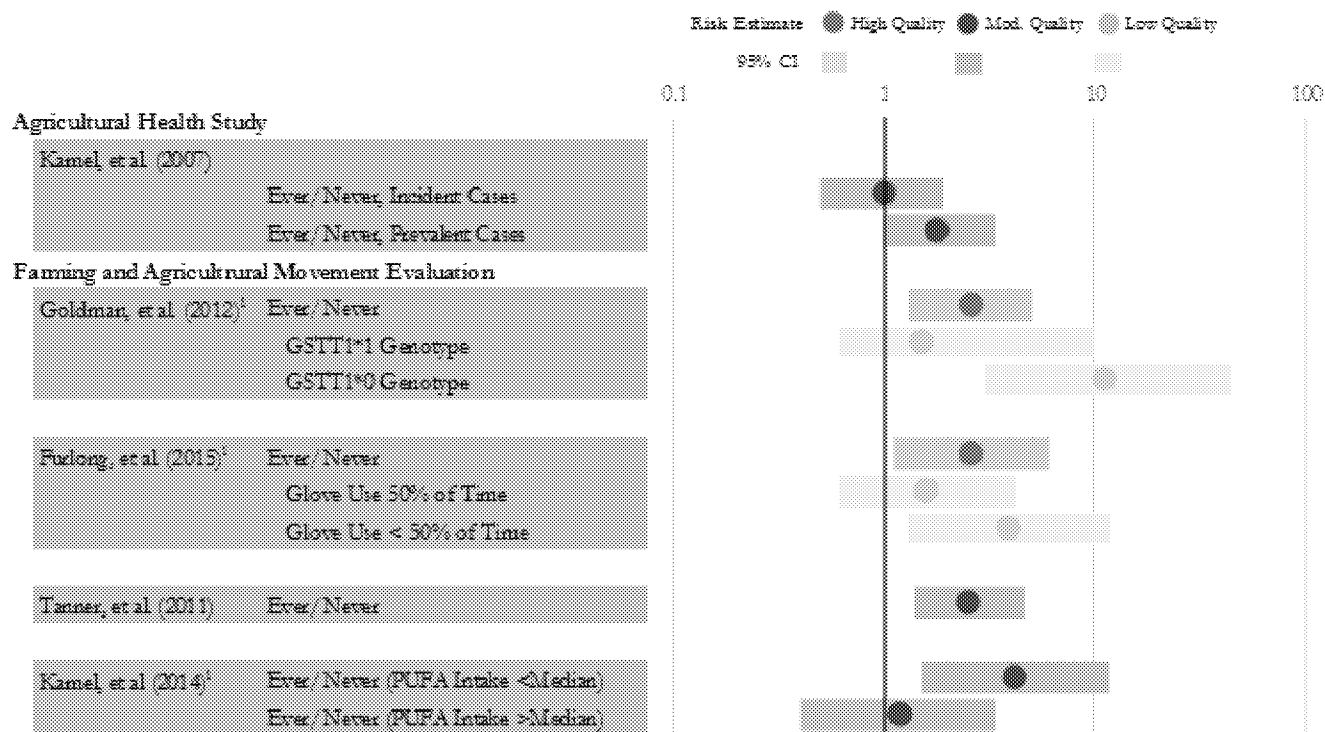 Risk Estimate High Quality Mod. Quality Low Quality
95% CI
0.1 1 10 100
Agricultural Health Study
Kamel, et al. (2007)
Ever/Never, Incident Cases
Ever/Never, Prevalent Cases
Farming and Agricultrural Movement Evaluation
Goldman, et al. (2012)‡ Ever/Never
GSTT1*1 Genotype
GSTT1*0 Genotype
Furlong, et al. (2015)‡ Ever/Never
Glove Use 50% of Time
Glove Use < 50% of Time
Tanner, et al. (2011) Ever/Never
Kamel, et al. (2014)‡ Ever/Never (PUFA Intake <Median)
Ever/Never (PUFA Intake >Median)